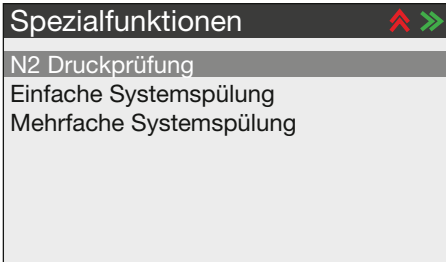 Spezialfunktionen
N2 Druckprüfung
Einfache Systemspülung
Mehrfache Systemspülung